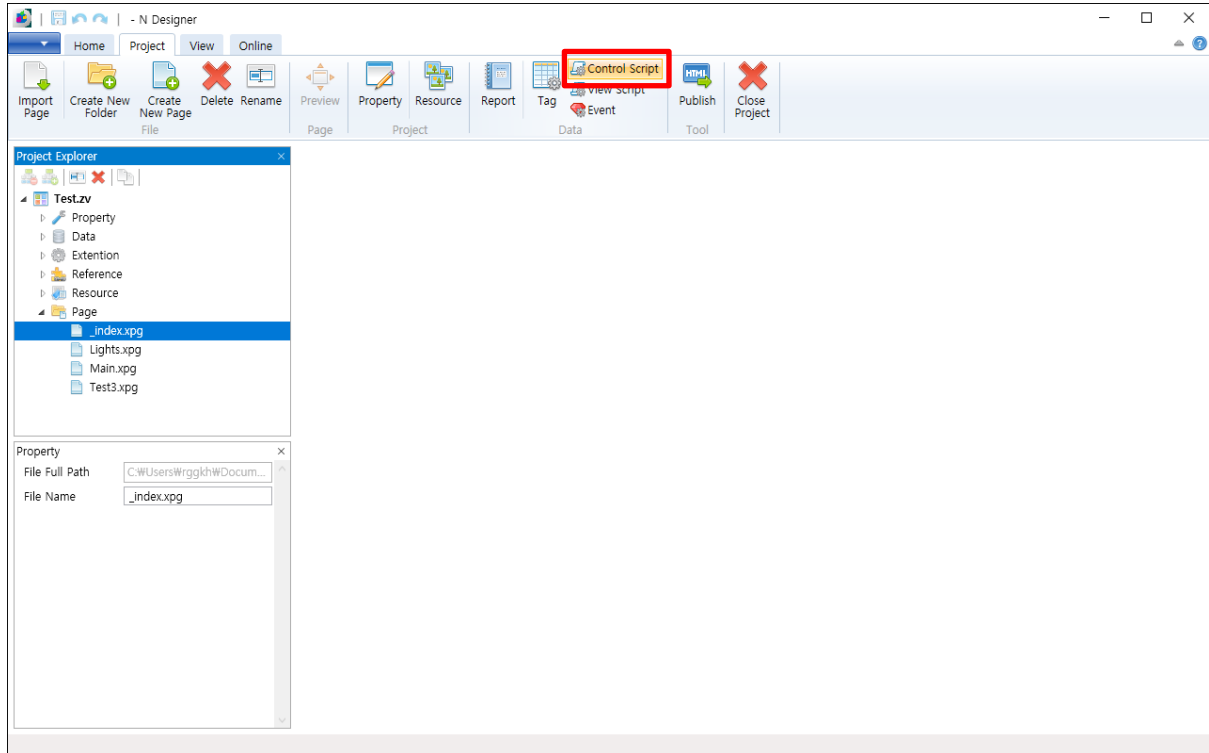 - N Designer
Home Project View Online
Import Page
Create New Folder
Create New Page
Delete
Rename
File
Preview
Page
Property
Resource
Project
Report
Tag
Control Script
View Script
Event
Data
Publish
Tool
Close Project
HTML
Project Explorer
Test.zv
Property
Data
Extention
Reference
Resource
Page
_index.xpg
Lights.xpg
Main.xpg
Test3.xpg
Property
File Full Path C:₩Users₩rggkh₩Docum...
File Name _index.xpg